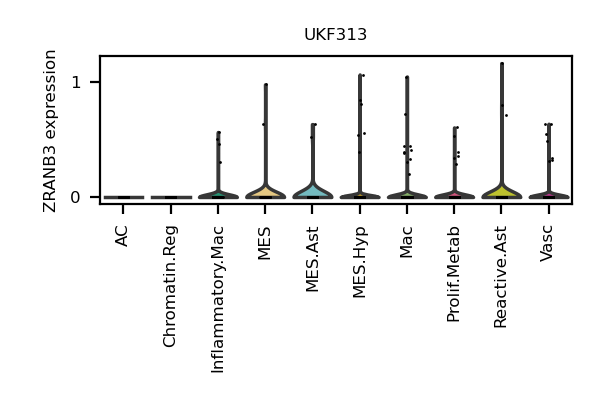 UKF313
ZRANB3 expression
1
0
AC
Chromatin.Reg
Inflammatory.Mac
MES
MES.Ast
MES.Hyp
Mac
Prolif.Metab
Reactive.Ast
Vasc